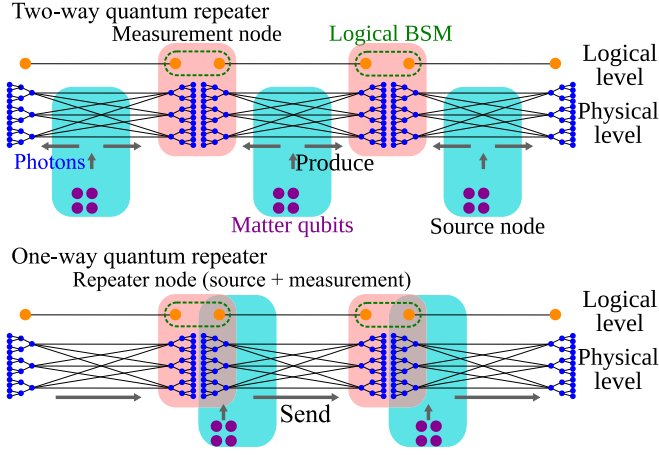 Two-way quantum repeater
Measurement node
Logical BSM
Logical
level
Physical
level
Photons
Produce
Matter qubits
Source node
One-way quantum repeater
Repeater node (source + measurement)
Logical
level
Physical
level
Send